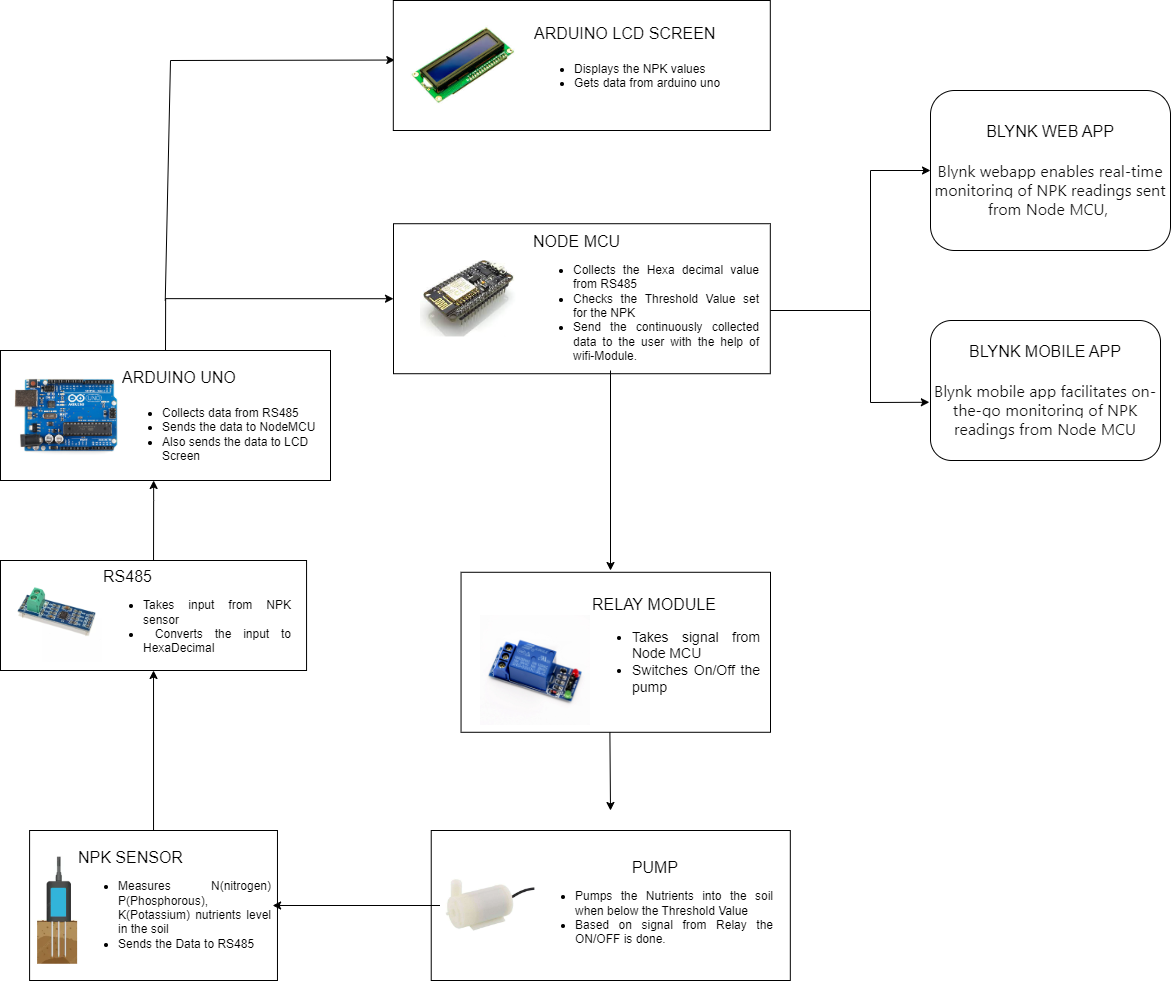 ARDUINO LCD SCREEN
• Displays the NPK values
• Gets data from arduino uno
BLYNK WEB APP
Blynk webapp enables real-time
monitoring of NPK readings sent
from Node MCU,
NODE MCU
• Collects the Hexa decimal value
from RS485
• Checks the Threshold Value set
for the NPK
• Send the continuously collected
data to the user with the help of
wifi-Module.
BLYNK MOBILE APP
Blynk mobile app facilitates on-
the-go monitoring of NPK
readings from Node MCU
ARDUINO UNO
• Collects data from RS485
• Sends the data to NodeMCU
• Also sends the data to LCD
Screen
RS485
• Takes input from NPK
sensor
• Converts the input to
HexaDecimal
RELAY MODULE
• Takes signal from
Node MCU
• Switches On/Off the
pump
NPK SENSOR
• Measures N(nitrogen)
P(Phosphorous),
K(Potassium) nutrients level
in the soil
• Sends the Data to RS485
PUMP
• Pumps the Nutrients into the soil
when below the Threshold Value
• Based on signal from Relay the
ON/OFF is done.